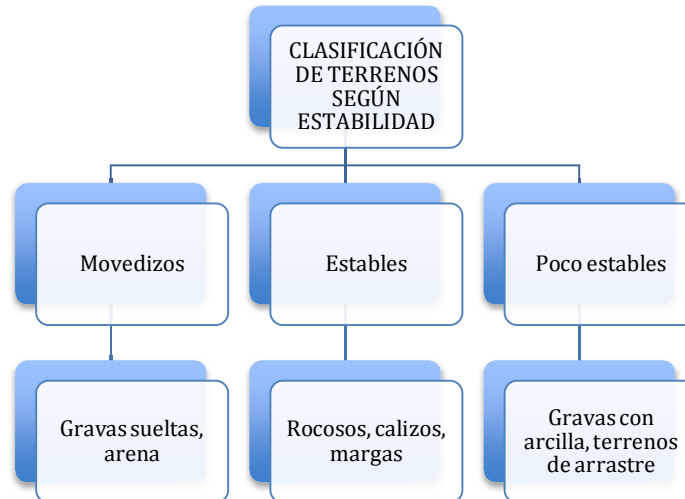 CLASIFICACIÓN
DE TERRENOS
SEGÚN
ESTABILIDAD
Movedizos
Estables
Poco estables
Gravas sueltas,
arena
Rocosos, calizos,
margas
Gravas con
arcilla, terrenos
de arrastre